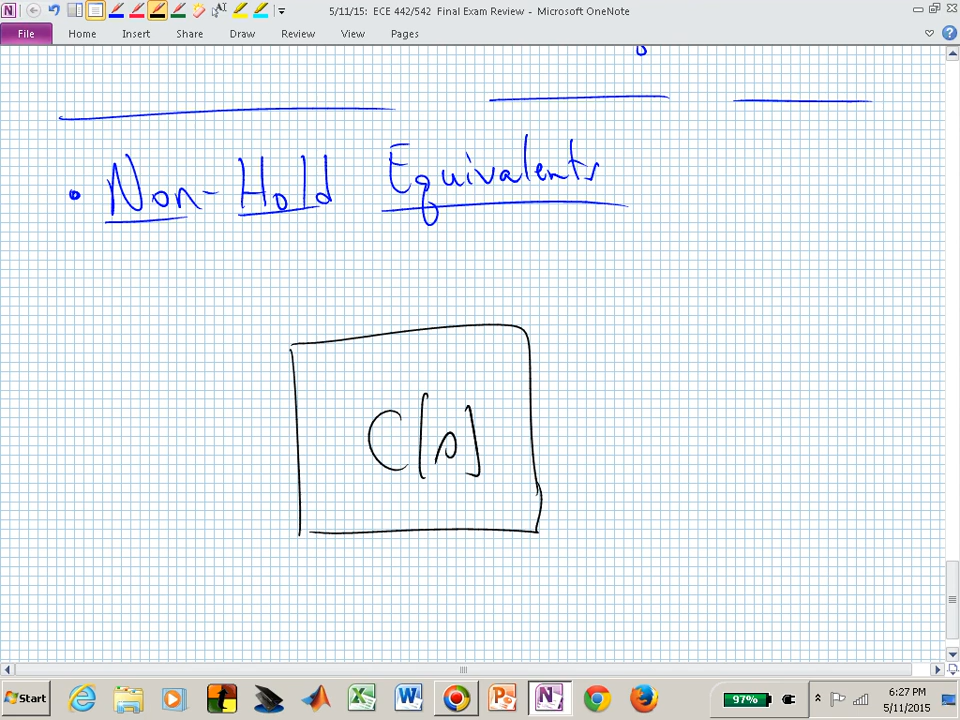 5/11/15: ECE 442/542 Final Exam Review - Microsoft OneNote
File Home Insert Share Draw Review View Pages
• Non-Hold Equivalents
C[s]
Start
97%
6:27 PM
5/11/2015